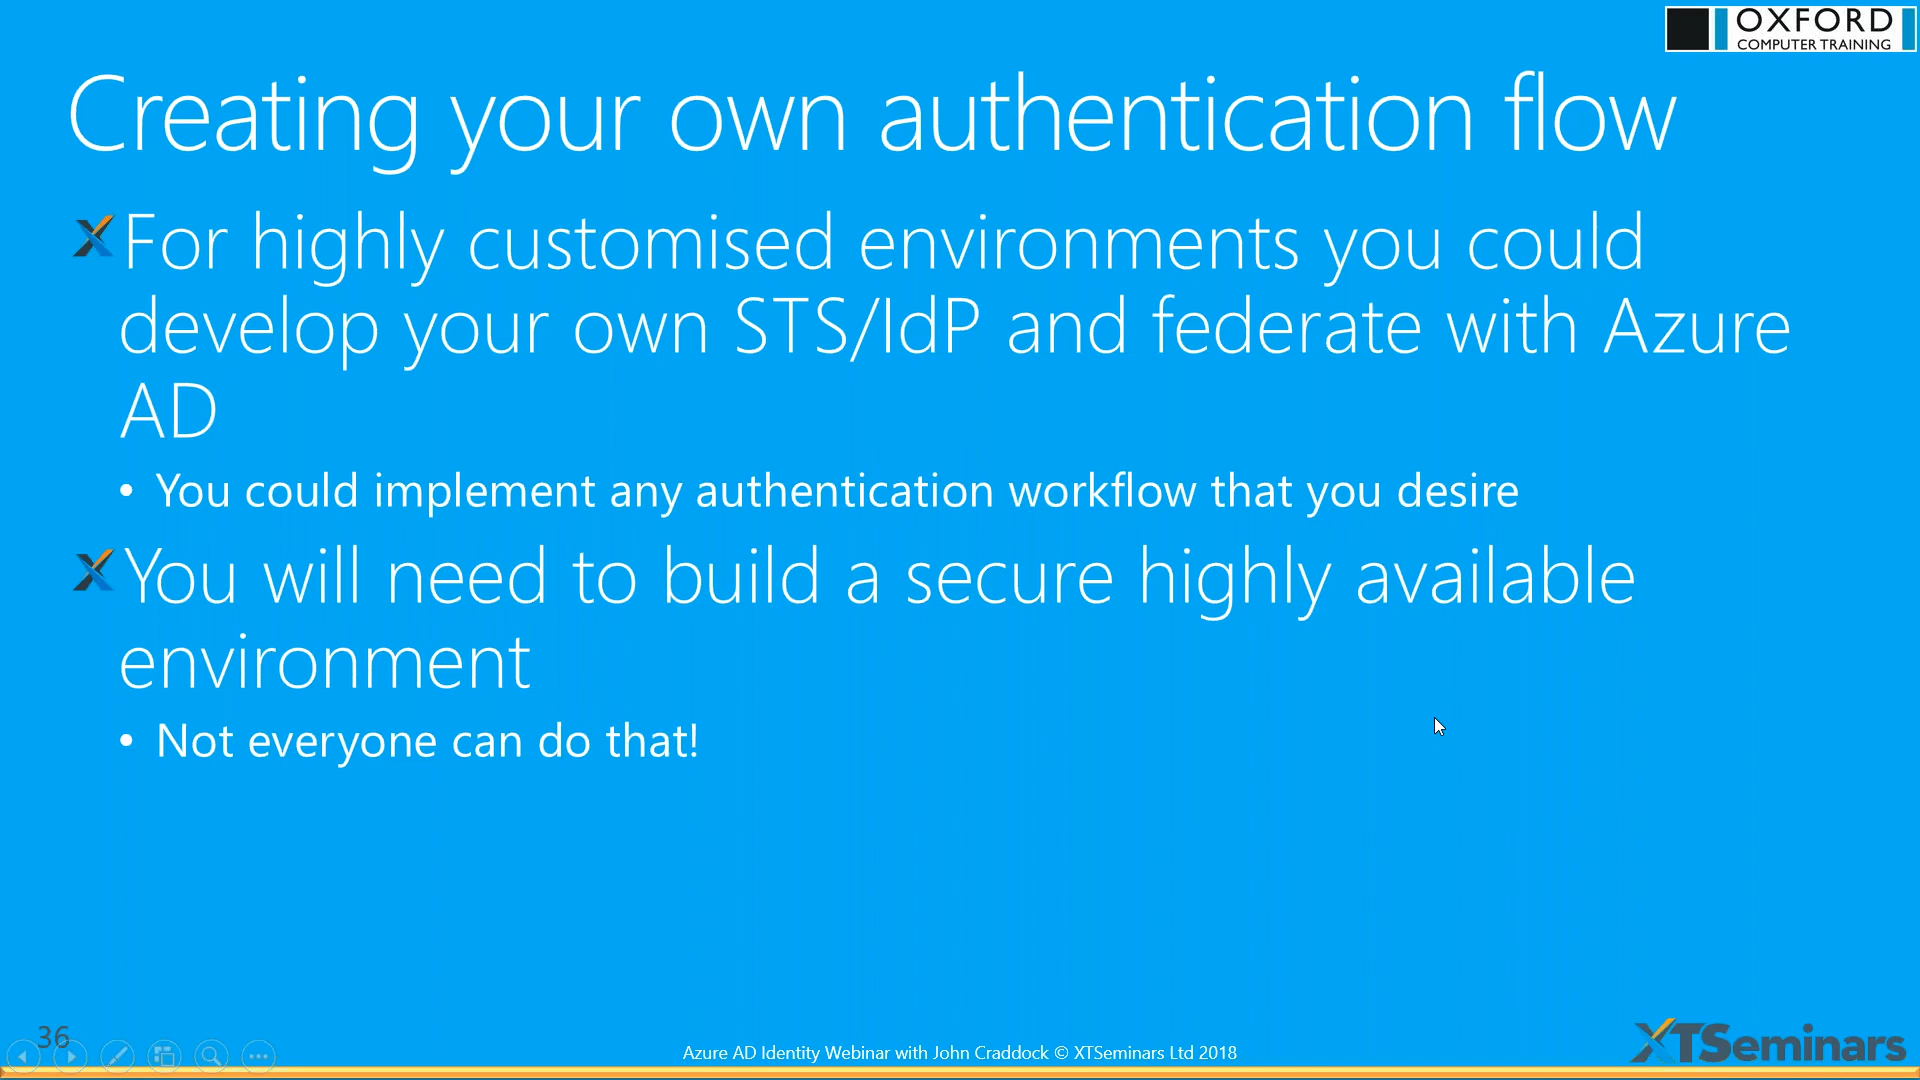 OXFORD
COMPUTER TRAINING
Creating your own authentication flow
For highly customised environments you could
develop your own STS/IdP and federate with Azure
AD
• You could implement any authentication workflow that you desire
You will need to build a secure highly available
environment
• Not everyone can do that!
36
Azure AD Identity Webinar with John Craddock © XTSeminars Ltd 2018
XTSeminars